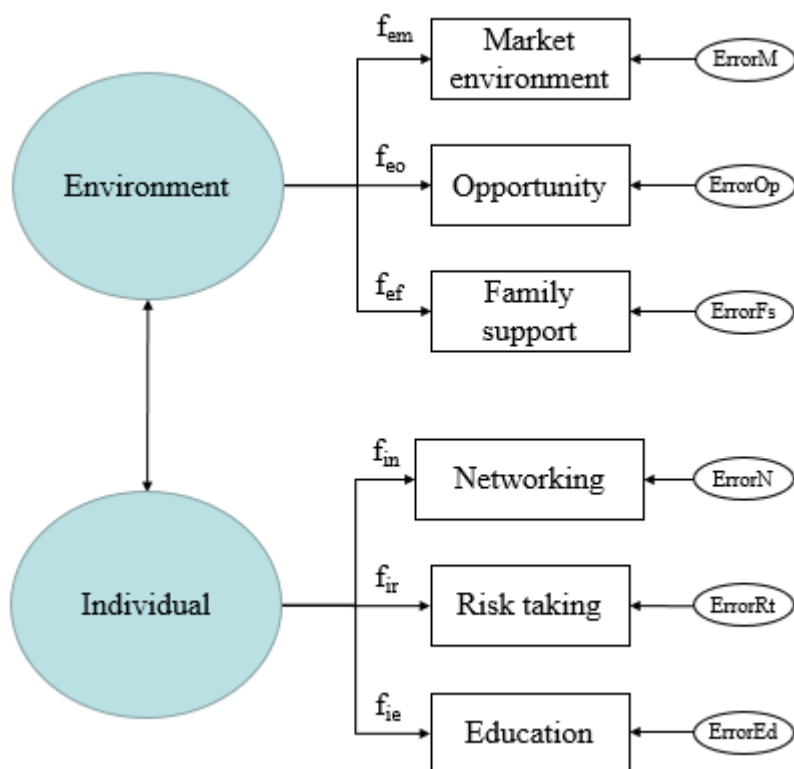 f_em
Market
environment
ErrorM
Environment
f_eo
Opportunity
ErrorOp
f_ef
Family
support
ErrorFs
f_in
Networking
ErrorN
Individual
f_ir
Risk taking
ErrorRt
f_ie
Education
ErrorEd